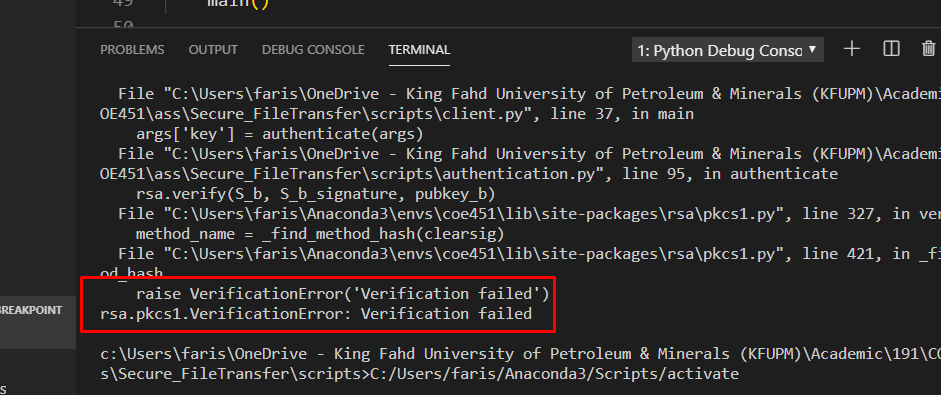 49 main()
50
PROBLEMS OUTPUT DEBUG CONSOLE TERMINAL 1: Python Debug Conso
File "C:\Users\faris\OneDrive - King Fahd University of Petroleum & Minerals (KFUPM)\Academic
OE451\ass\Secure_FileTransfer\scripts\client.py", line 37, in main
args['key'] = authenticate(args)
File "C:\Users\faris\OneDrive - King Fahd University of Petroleum & Minerals (KFUPM)\Academi
OE451\ass\Secure_FileTransfer\scripts\authentication.py", line 95, in authenticate
rsa.verify(S_b, S_b_signature, pubkey_b)
File "C:\Users\faris\Anaconda3\envs\coe451\lib\site-packages\rsa\pkcs1.py", line 327, in ver
method_name = _find_method_hash(clearsig)
File "C:\Users\faris\Anaconda3\envs\coe451\lib\site-packages\rsa\pkcs1.py", line 421, in _fi
od_hash
raise VerificationError('Verification failed')
rsa.pkcs1.VerificationError: Verification failed
BREAKPOINT
c:\Users\faris\OneDrive - King Fahd University of Petroleum & Minerals (KFUPM)\Academic\191\CO
s\Secure_FileTransfer\scripts>C:/Users/faris/Anaconda3/Scripts/activate
s